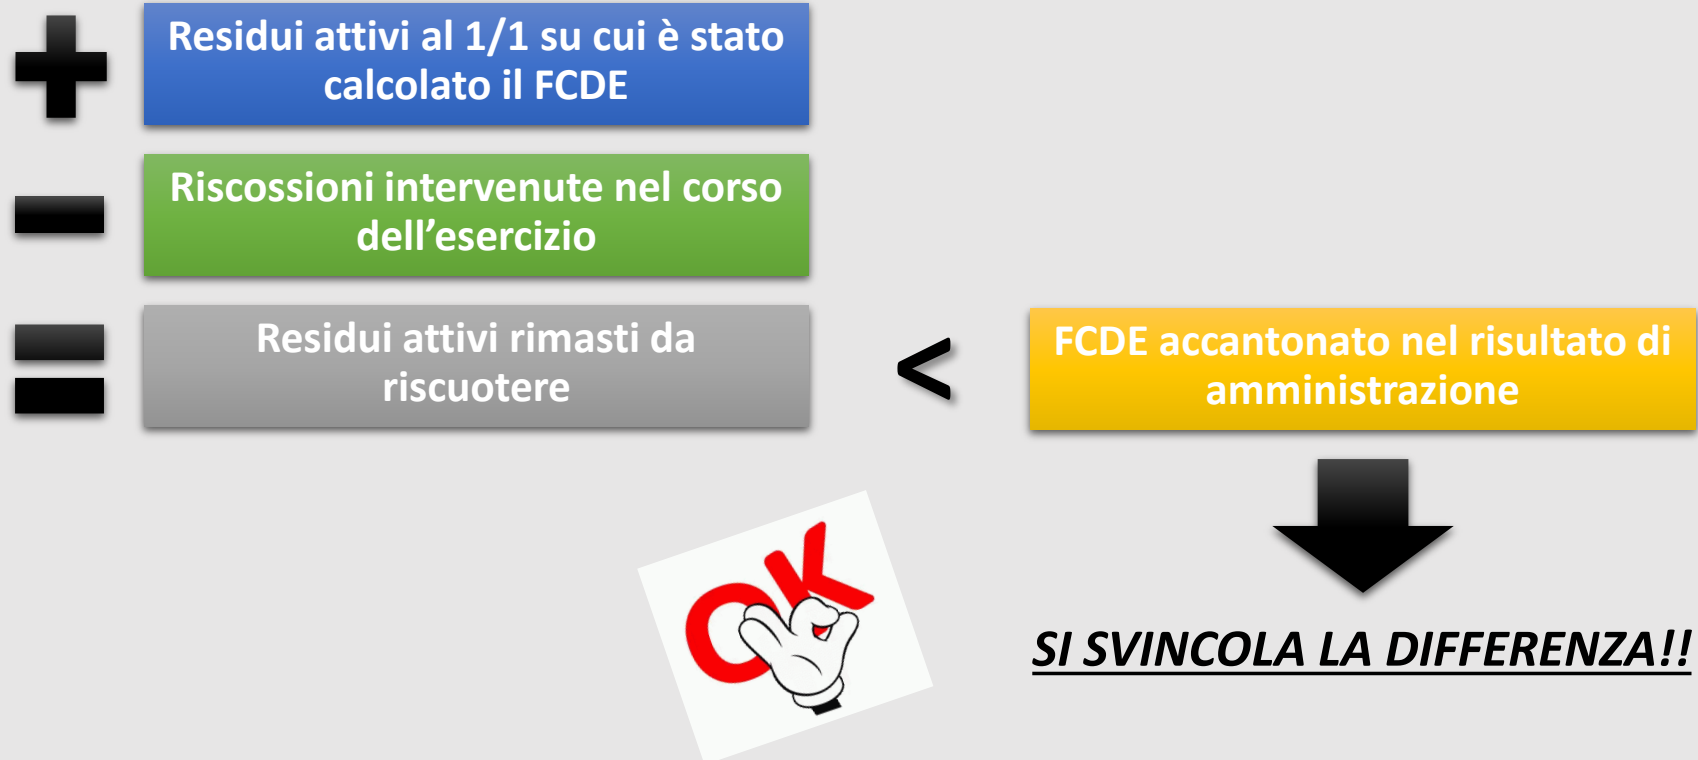 Residui attivi al 1/1 su cui è stato
calcolato il FCDE
Riscossioni intervenute nel corso
dell’esercizio
Residui attivi rimasti da
riscuotere
<
FCDE accantonato nel risultato di
amministrazione
OK
SI SVINCOLA LA DIFFERENZA!!